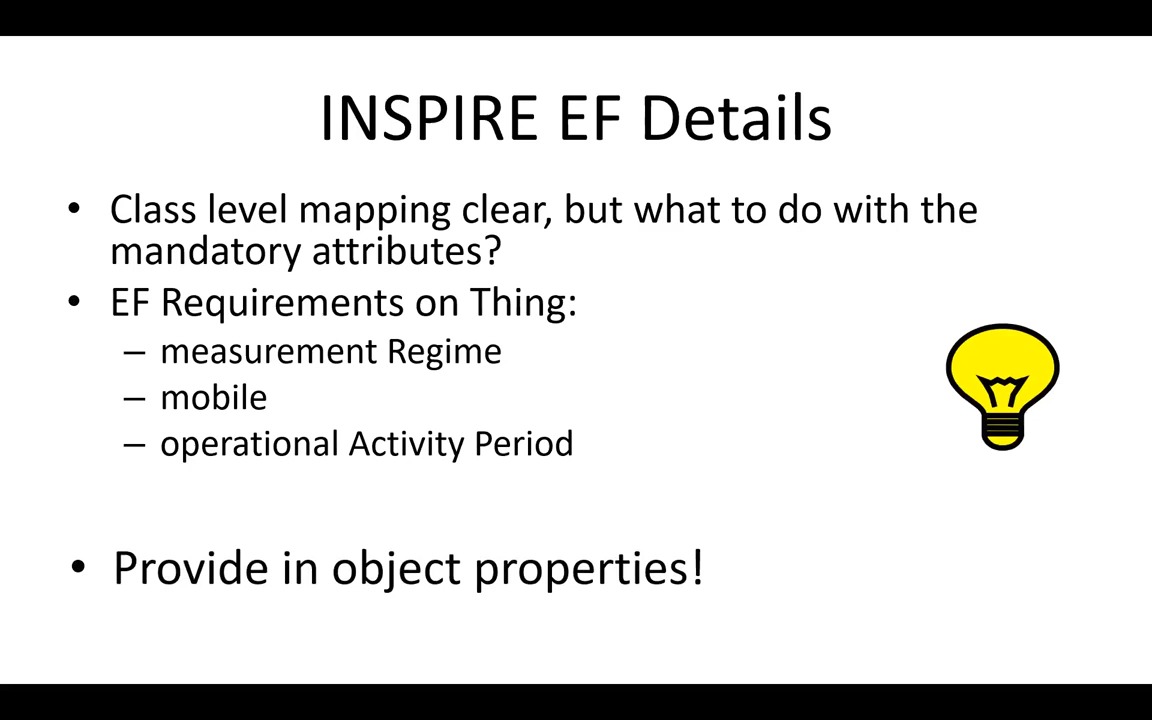 INSPIRE EF Details
• Class level mapping clear, but what to do with the
mandatory attributes?
• EF Requirements on Thing:
– measurement Regime
– mobile
– operational Activity Period
• Provide in object properties!